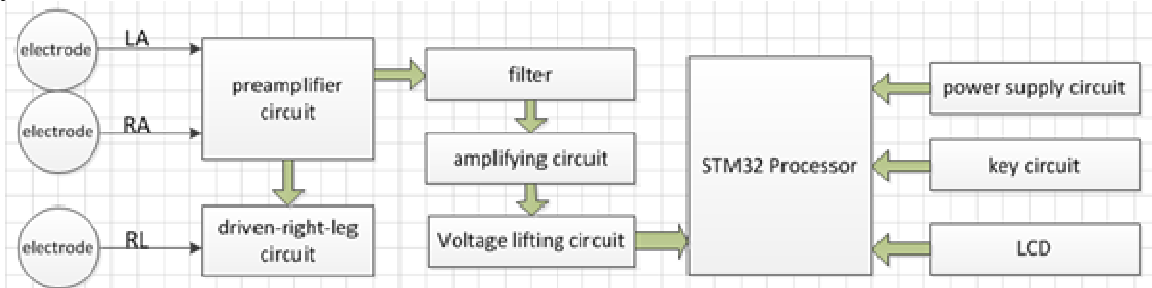 electrode
LA
electrode
RA
electrode
RL
preamplifier
circuit
driven-right-leg
circuit
filter
amplifying circuit
Voltage lifting circuit
STM32 Processor
power supply circuit
key circuit
LCD